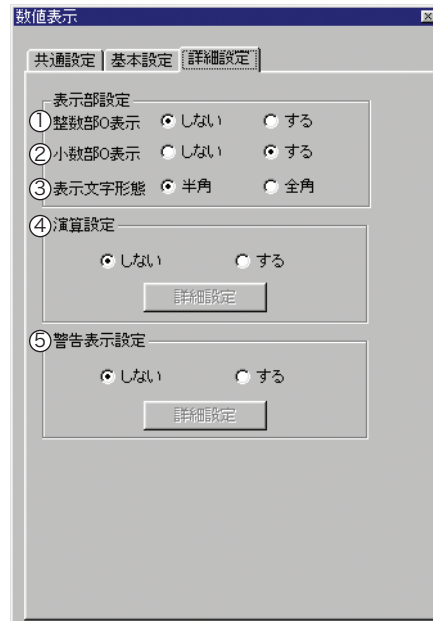 数値表示
共通設定 基本設定 詳細設定
表示部設定
①整数部0表示 しない する
②小数部0表示 しない する
③表示文字形態 半角 全角
④演算設定
しない する
詳細設定
⑤警告表示設定
しない する
詳細設定